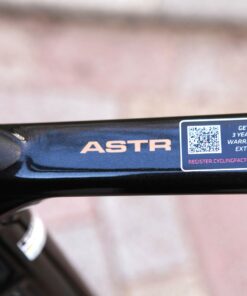 ASTR
GE
3 YEA
WARR
EXT
REGISTER.CYCLINGFACT